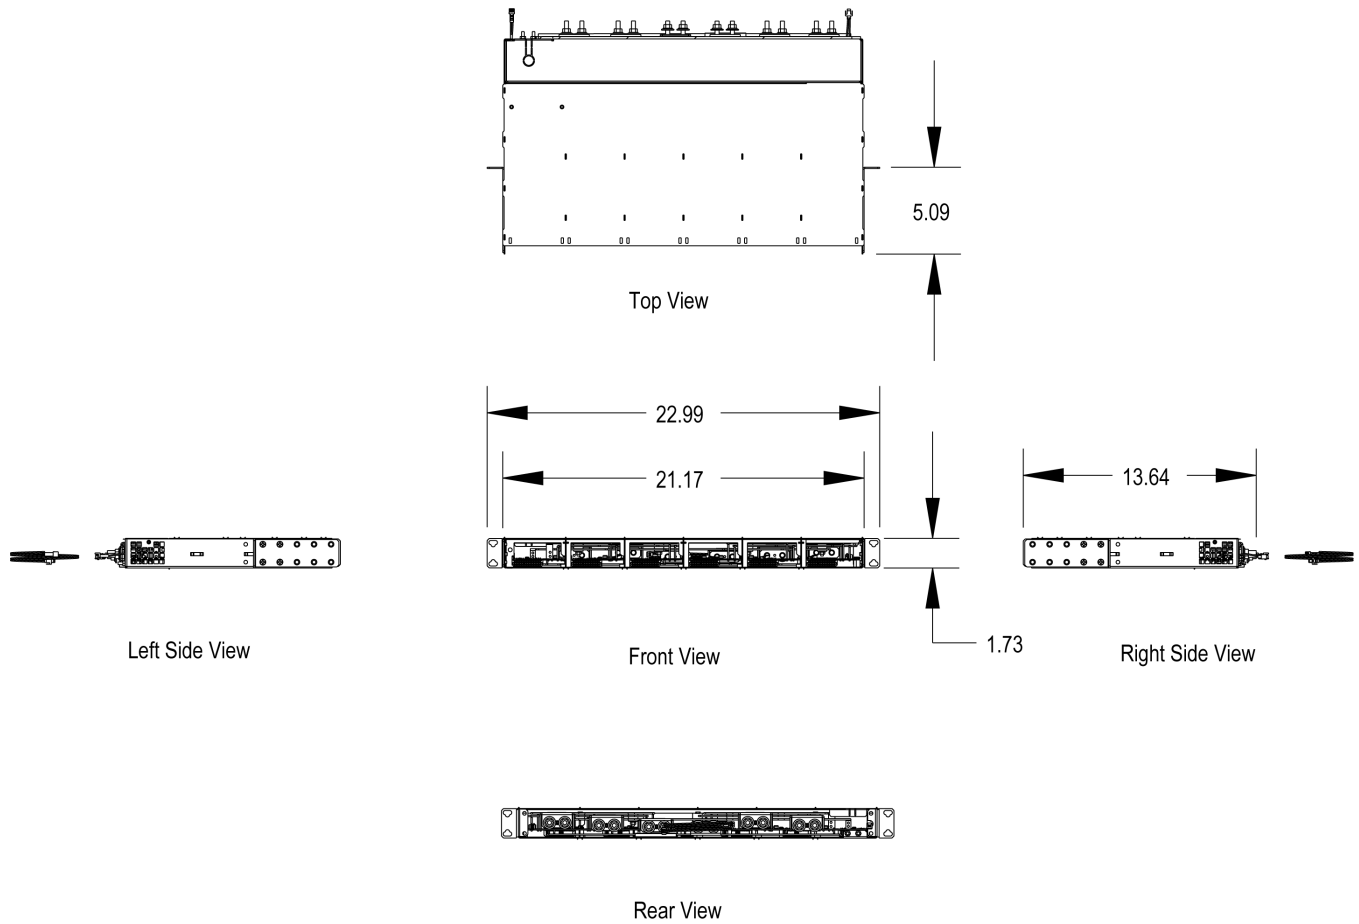 5.09
Top View
22.99
21.17
13.64
1.73
Left Side View
Front View
Right Side View
Rear View